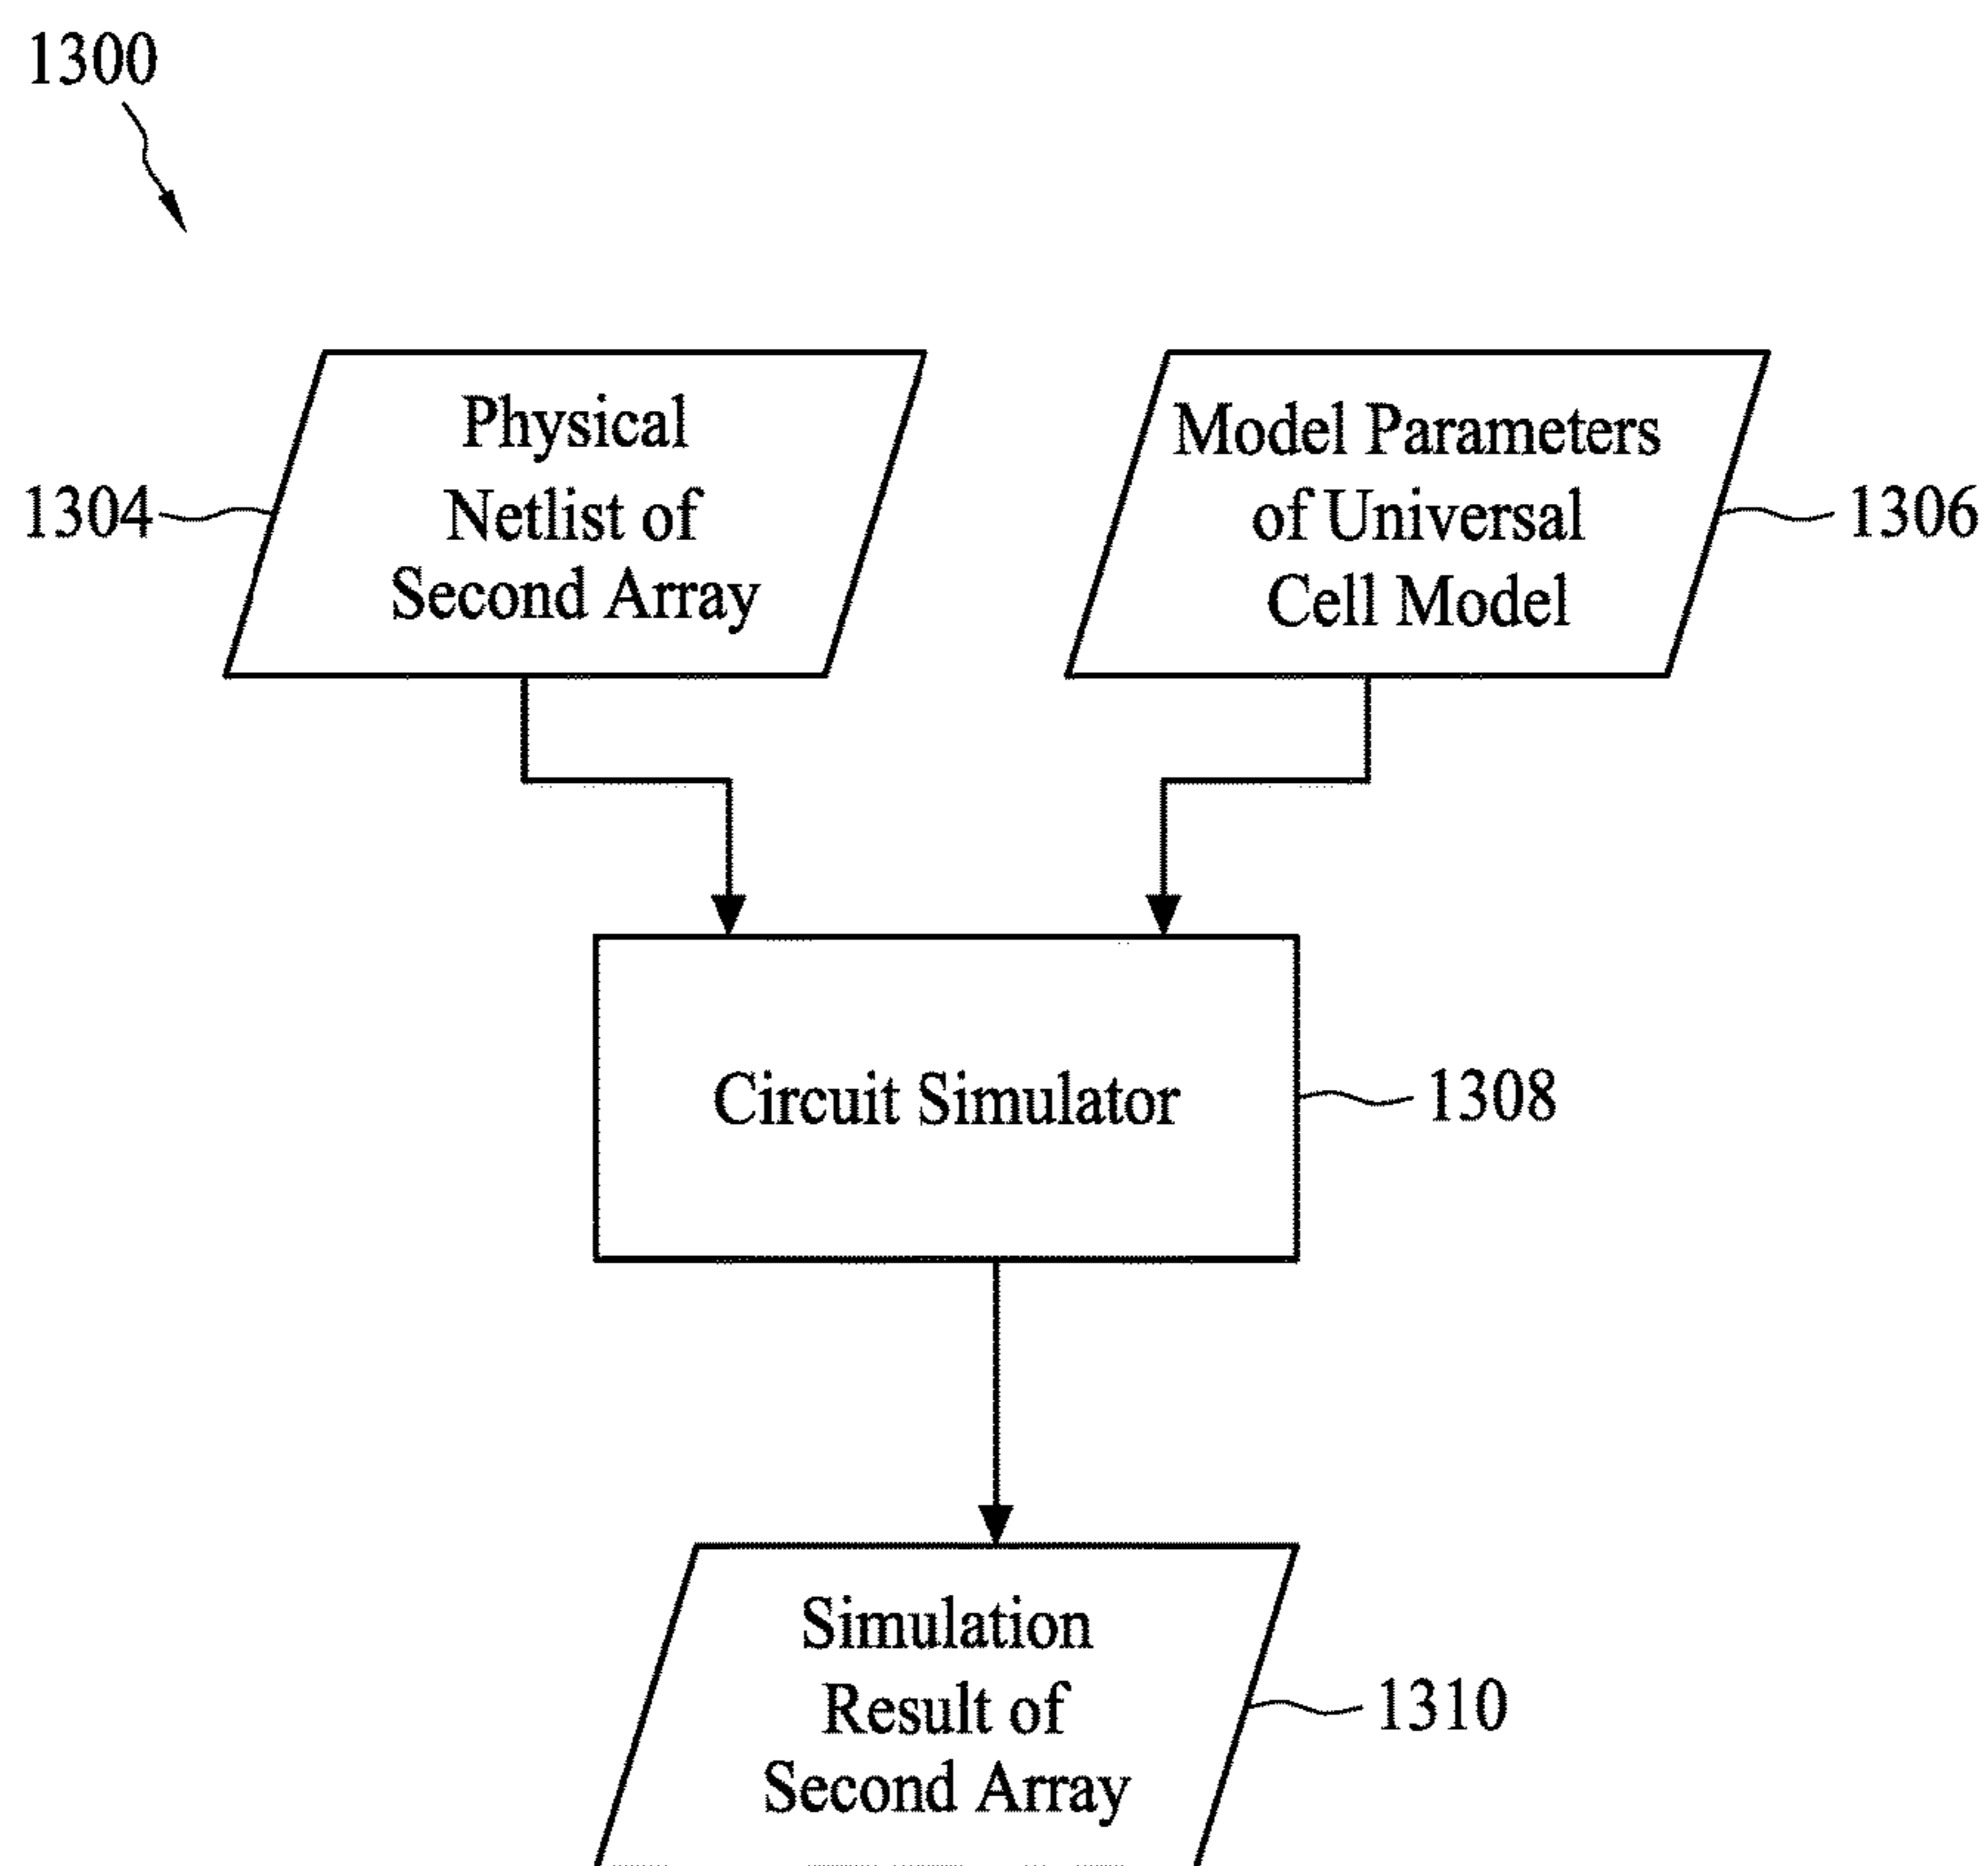 1300
Physical
Netlist of
Second Array
1304
Model Parameters
of Universal
Cell Model
1306
Circuit Simulator
1308
Simulation
Result of
Second Array
1310